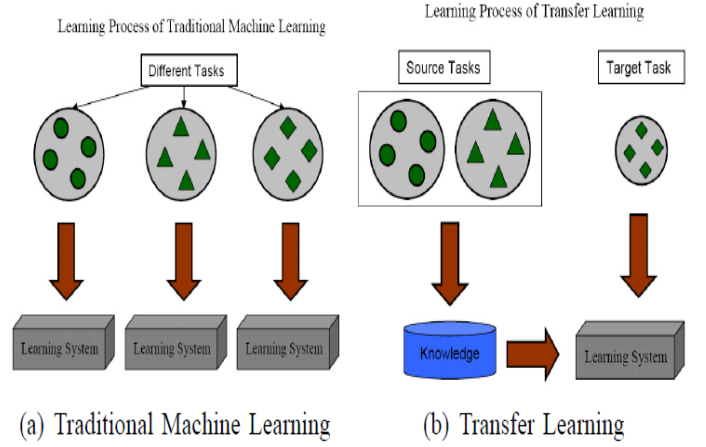 Learning Process of Traditional Machine Learning
Different Tasks
Learning System
Learning System
Learning System
(a) Traditional Machine Learning
Learning Process of Transfer Learning
Source Tasks
Target Task
Knowledge
Learning System
(b) Transfer Learning